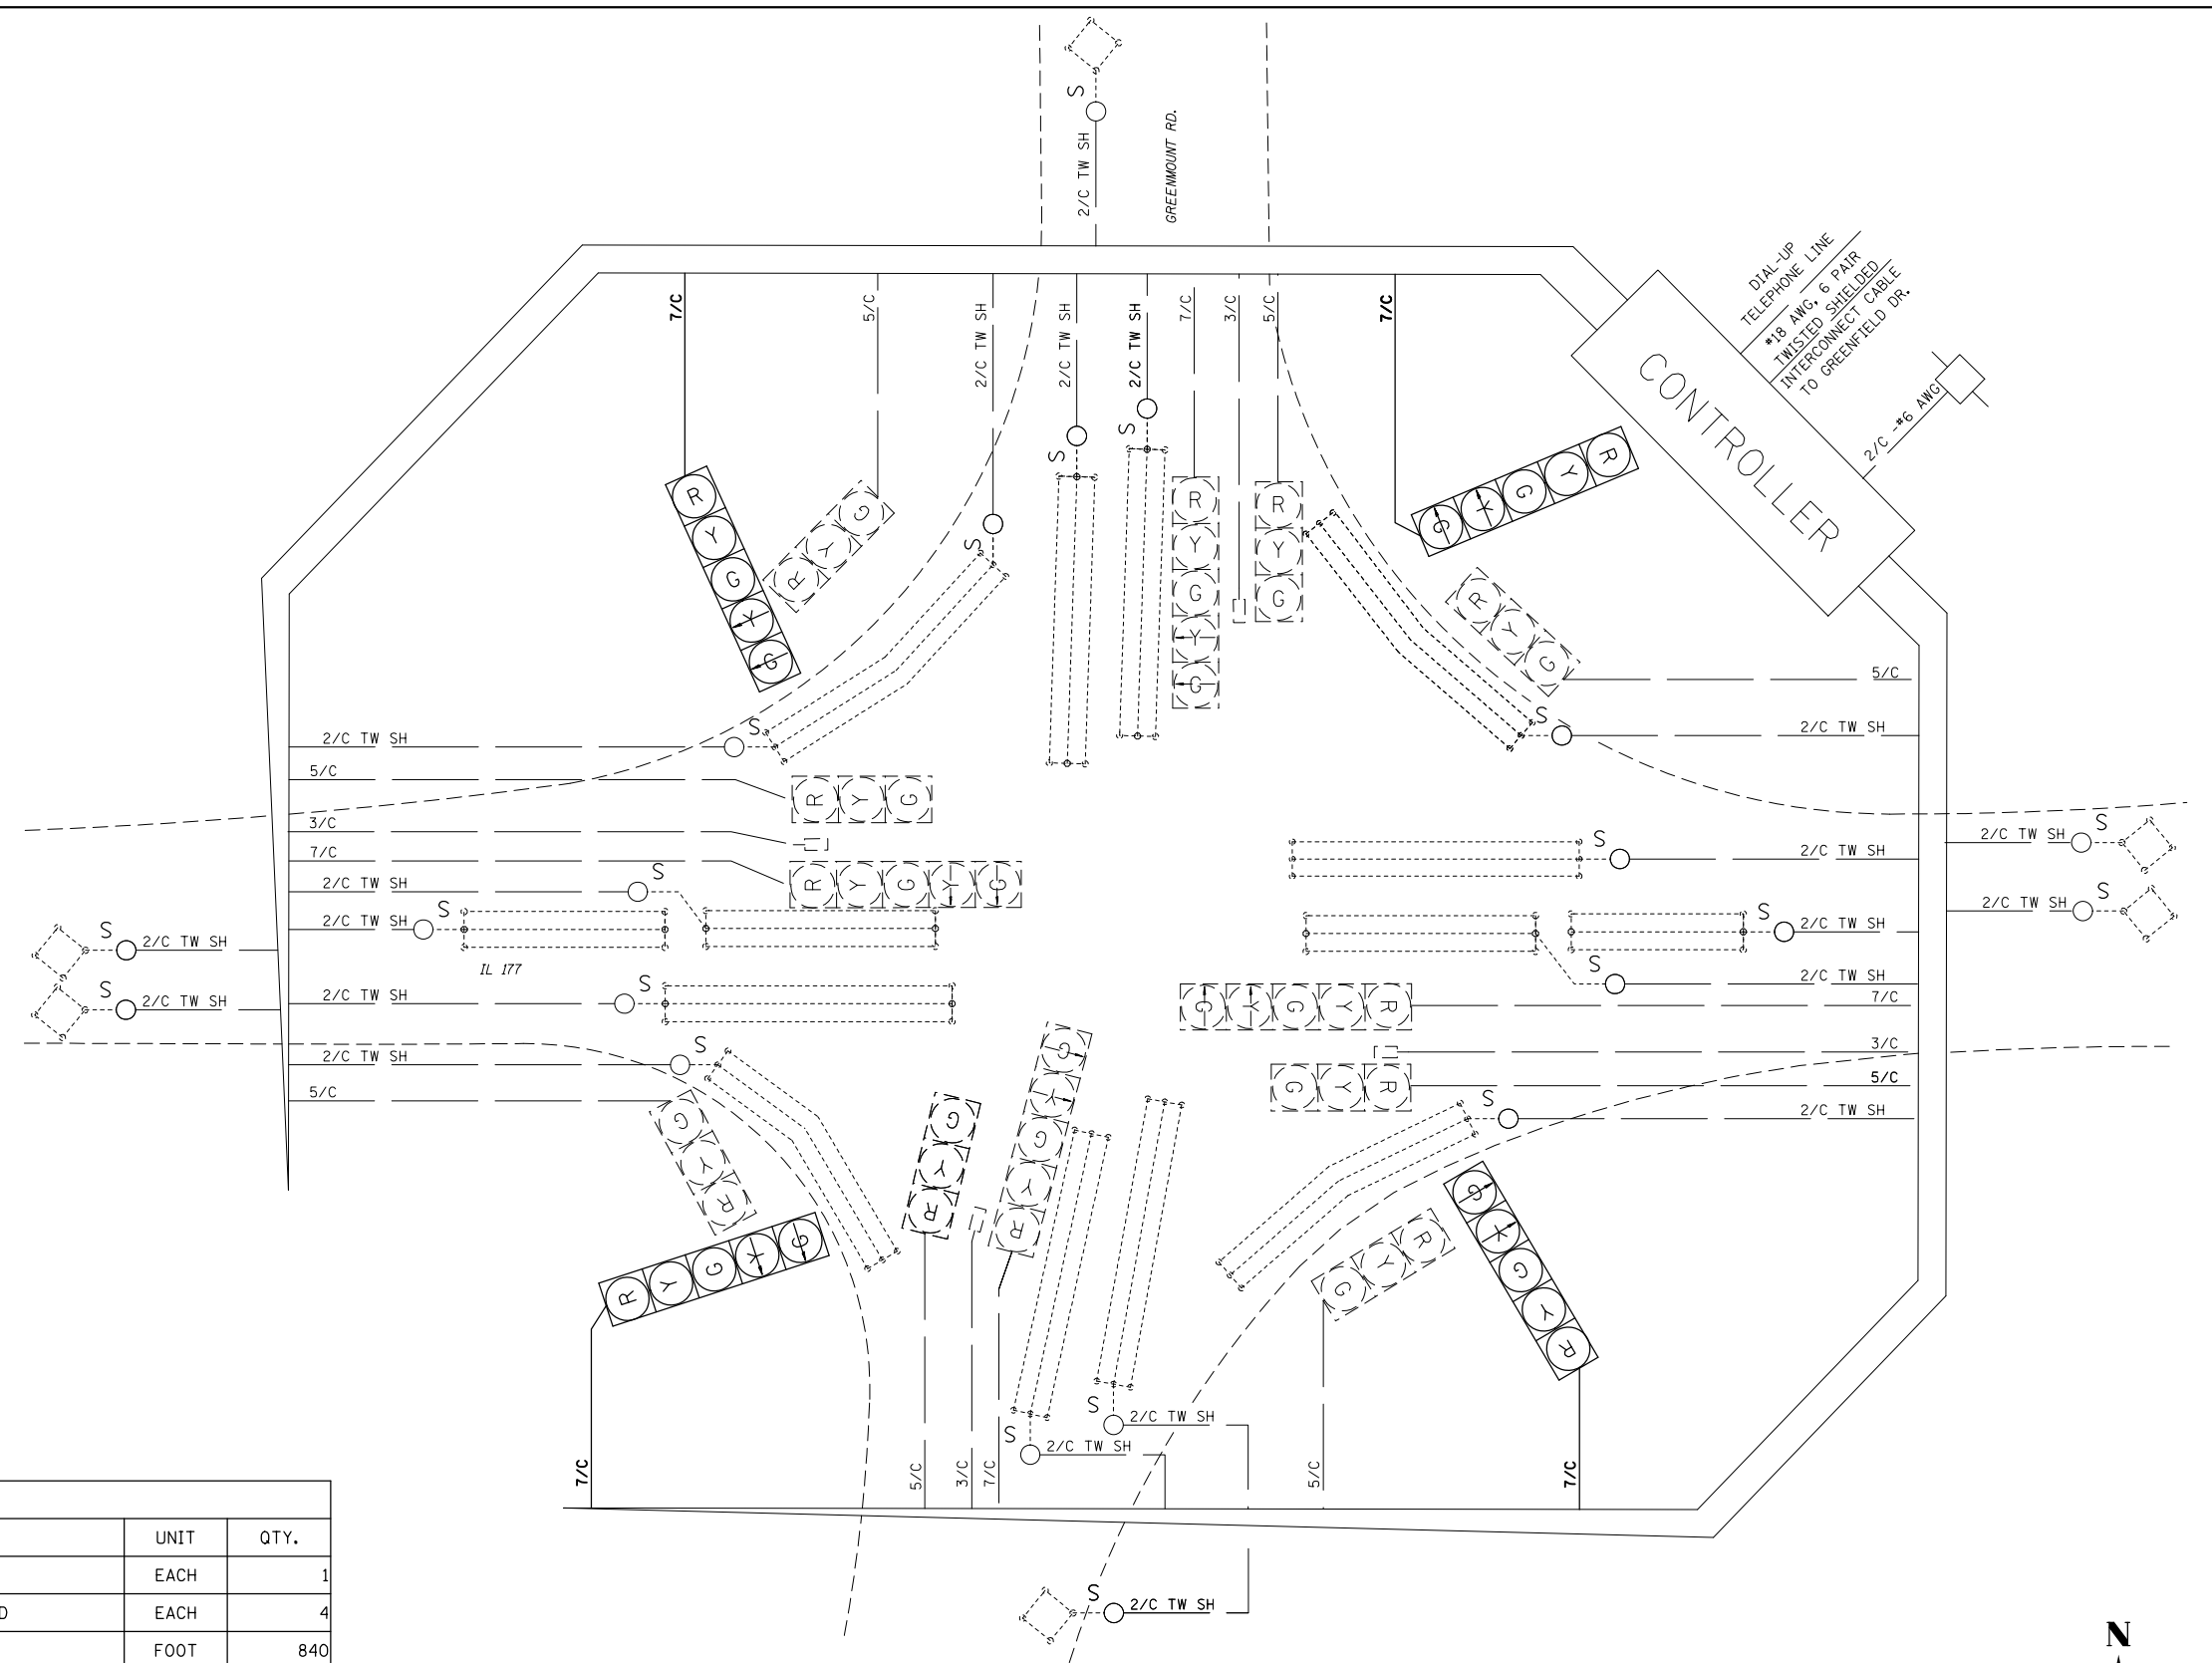 S
2/C TW SH
GREENMOUNT RD.
DIAL-UP
TELEPHONE LINE
#18 AWG, 6 PAIR
TWISTED SHIELDED
INTERCONNECT CABLE
TO GREENFIELD DR.
2/C -#6 AWG
CONTROLLER
7/C
5/C
2/C TW SH
2/C TW SH
2/C TW SH
7/C
3/C
5/C
7/C
S
S
S
R Y G Y G
R Y G
R Y G Y G
R Y G
G Y G Y R
R Y G
5/C
S
2/C TW SH
2/C TW SH
S
5/C
R Y G
3/C
7/C
R Y G Y G
2/C TW SH
S
2/C TW SH
S
S
2/C TW SH
S
2/C TW SH
IL 177
2/C TW SH
S
2/C TW SH
S
5/C
G Y R
S
2/C TW SH
2/C TW SH
S
2/C TW SH
S
S
2/C TW SH
S
2/C TW SH
7/C
G Y G Y R
3/C
5/C
G Y R
S
2/C TW SH
R Y G Y G
G Y R
G Y G Y R
G Y R
G Y G Y R
7/C
5/C
3/C
7/C
S
2/C TW SH
S
2/C TW SH
5/C
7/C
S
2/C TW SH
UNIT QTY.
EACH 1
D EACH 4
FOOT 840
N